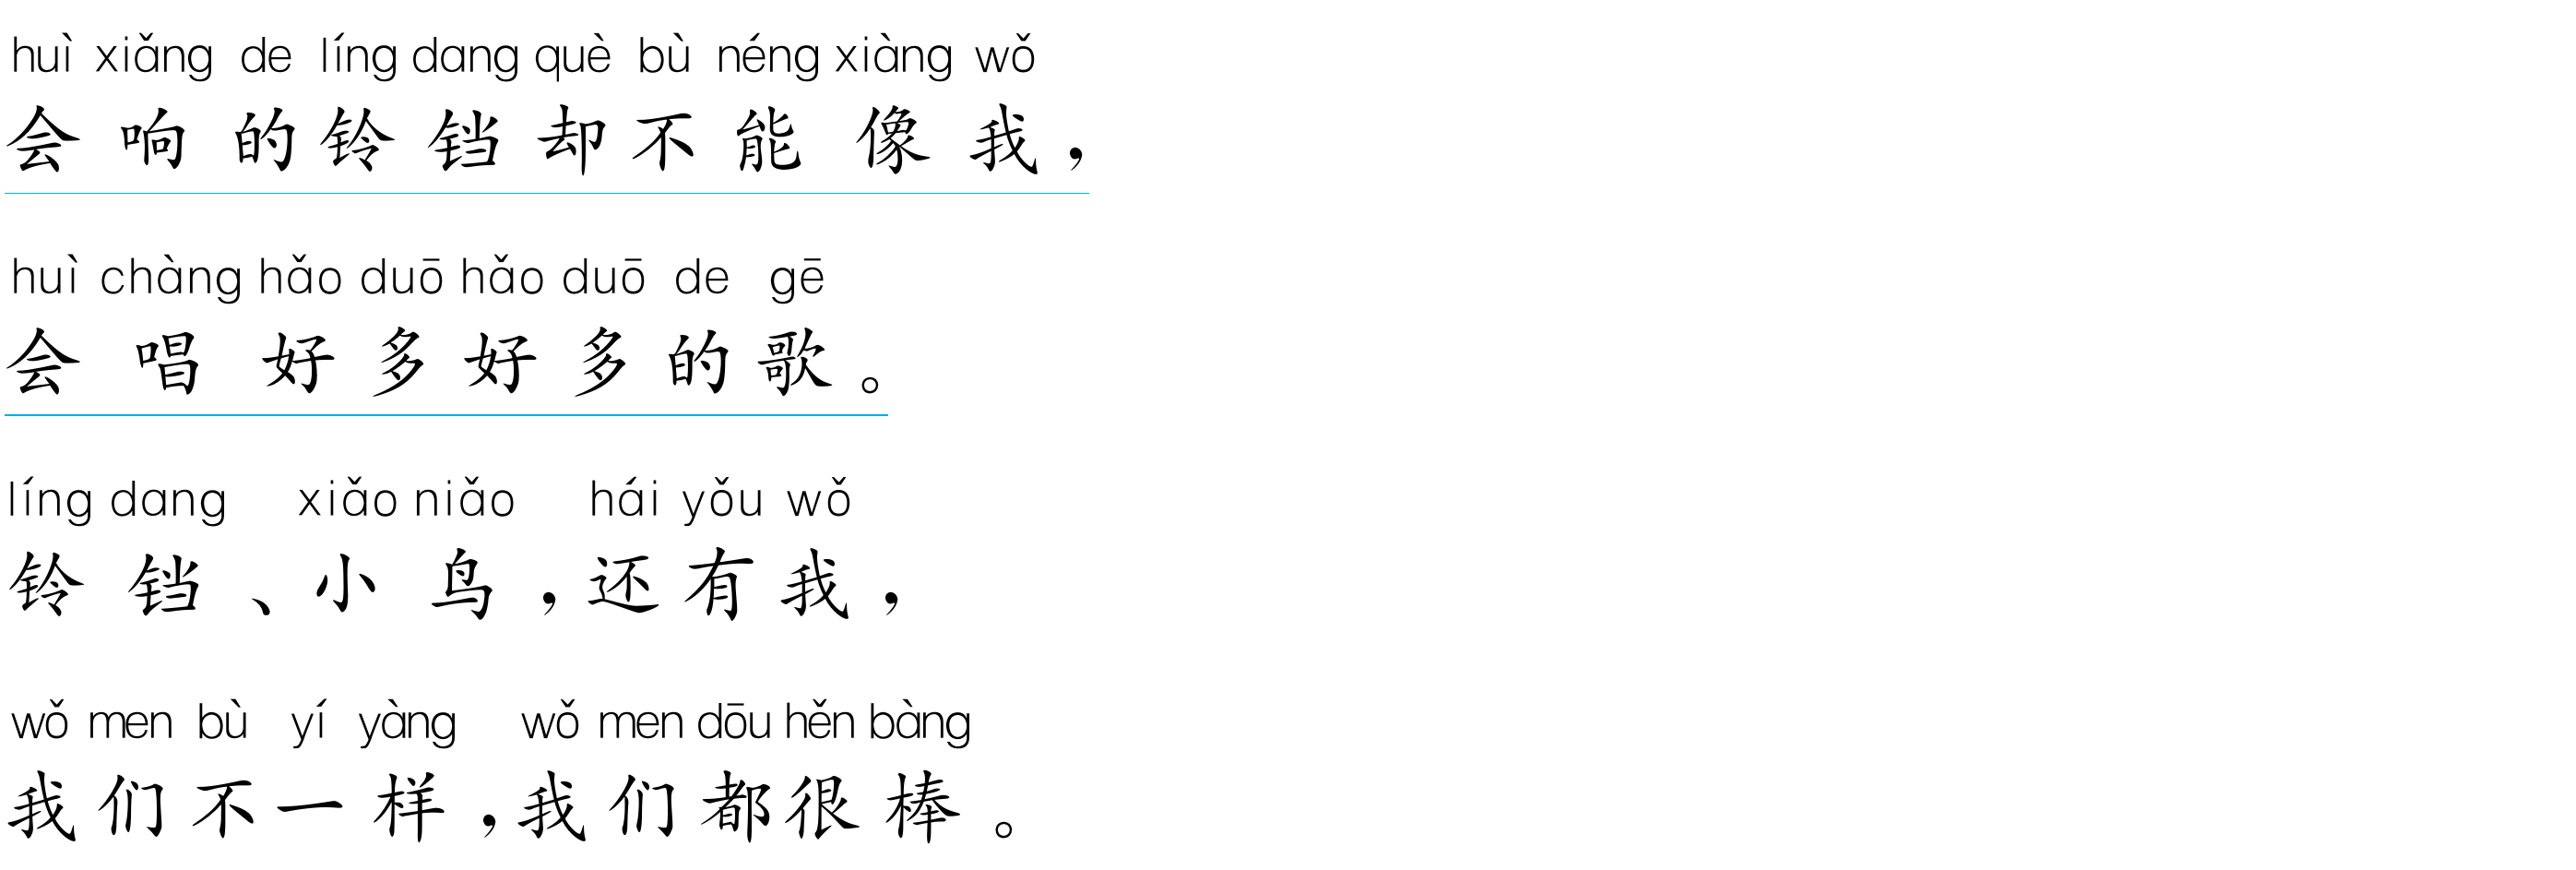 huì xiǎng de líng dang què bù néng xiàng wǒ
会响的铃铛却不能像我，
huì chàng hǎo duō hǎo duō de gē
会唱好多好多的歌。
líng dang xiǎo niǎo hái yǒu wǒ
铃铛、小鸟，还有我，
wǒ men bù yí yàng wǒ men dōu hěn bàng
我们不一样，我们都很棒。